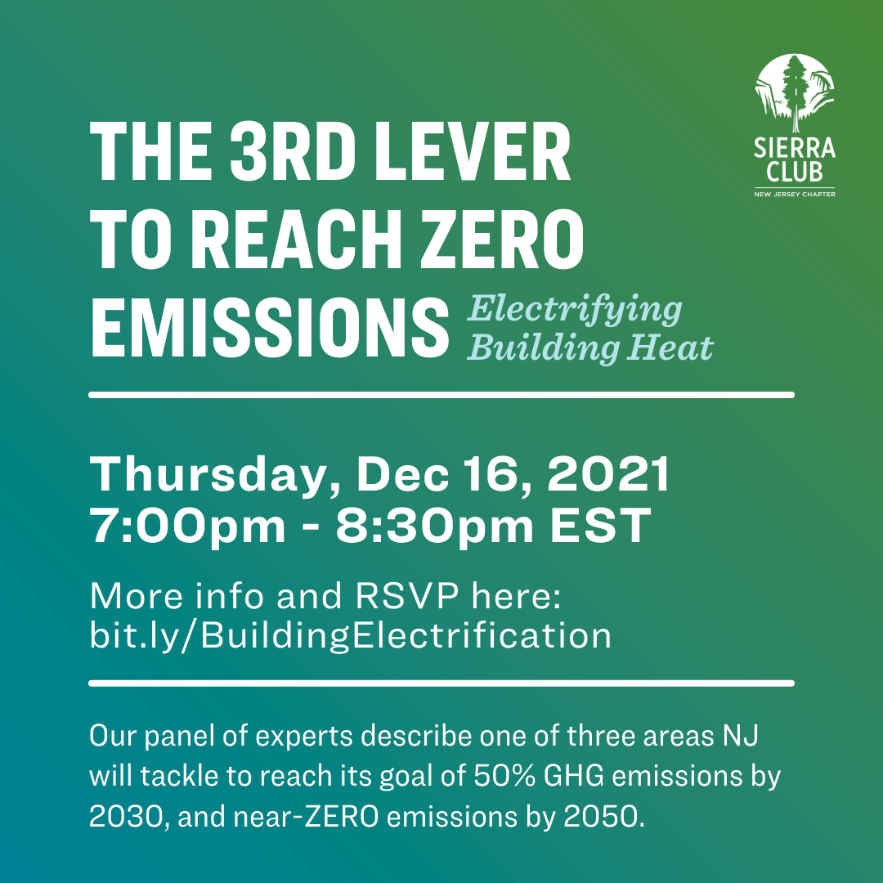 SIERRA
CLUB
NEW JERSEY CHAPTER
THE 3RD LEVER
TO REACH ZERO
EMISSIONS
Electrifying
Building Heat
Thursday, Dec 16, 2021
7:00pm - 8:30pm EST
More info and RSVP here:
bit.ly/BuildingElectrification
Our panel of experts describe one of three areas NJ
will tackle to reach its goal of 50% GHG emissions by
2030, and near-ZERO emissions by 2050.